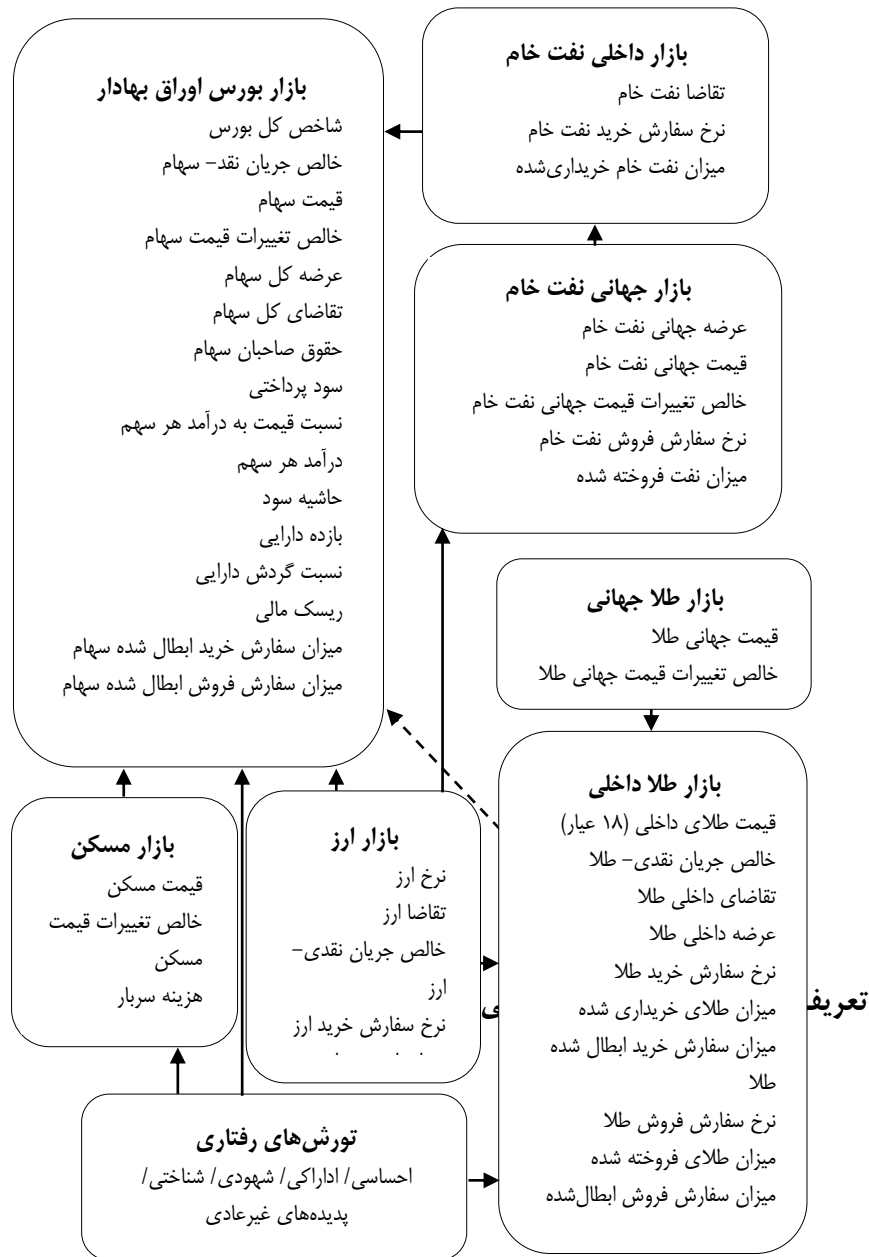 بازار داخلی نفت خام
تقاضا نفت خام
نرخ سفارش خرید نفت خام
میزان نفت خام خریداری‌شده
بازار بورس اوراق بهادار
شاخص کل بورس
خالص جریان نقد– سهام
قیمت سهام
خالص تغییرات قیمت سهام
عرضه کل سهام
تقاضای کل سهام
حقوق صاحبان سهام
سود پرداختی
نسبت قیمت به درآمد هر سهم
درآمد هر سهم
حاشیه سود
بازده دارایی
نسبت گردش دارایی
ریسک مالی
میزان سفارش خرید ابطال شده سهام
میزان سفارش فروش ابطال شده سهام
بازار جهانی نفت خام
عرضه جهانی نفت خام
قیمت جهانی نفت خام
خالص تغییرات قیمت جهانی نفت خام
نرخ سفارش فروش نفت خام
میزان نفت فروخته شده
بازار طلا جهانی
قیمت جهانی طلا
خالص تغییرات قیمت جهانی طلا
بازار طلا داخلی
قیمت طلای داخلی (۱۸ عیار)
خالص جریان نقدی– طلا
تقاضای داخلی طلا
عرضه داخلی طلا
نرخ سفارش خرید طلا
میزان طلای خریداری شده
میزان سفارش خرید ابطال شده
طلا
نرخ سفارش فروش طلا
میزان طلای فروخته شده
میزان سفارش فروش ابطال‌شده
بازار ارز
نرخ ارز
تقاضا ارز
خالص جریان نقدی–
ارز
نرخ سفارش خرید ارز
بازار مسکن
قیمت مسکن
خالص تغییرات قیمت
مسکن
هزینه سربار
تعریف
تورش‌های رفتاری
احساسی/ اداراکی/ شهودی/ شناختی/
پدیده‌های غیرعادی